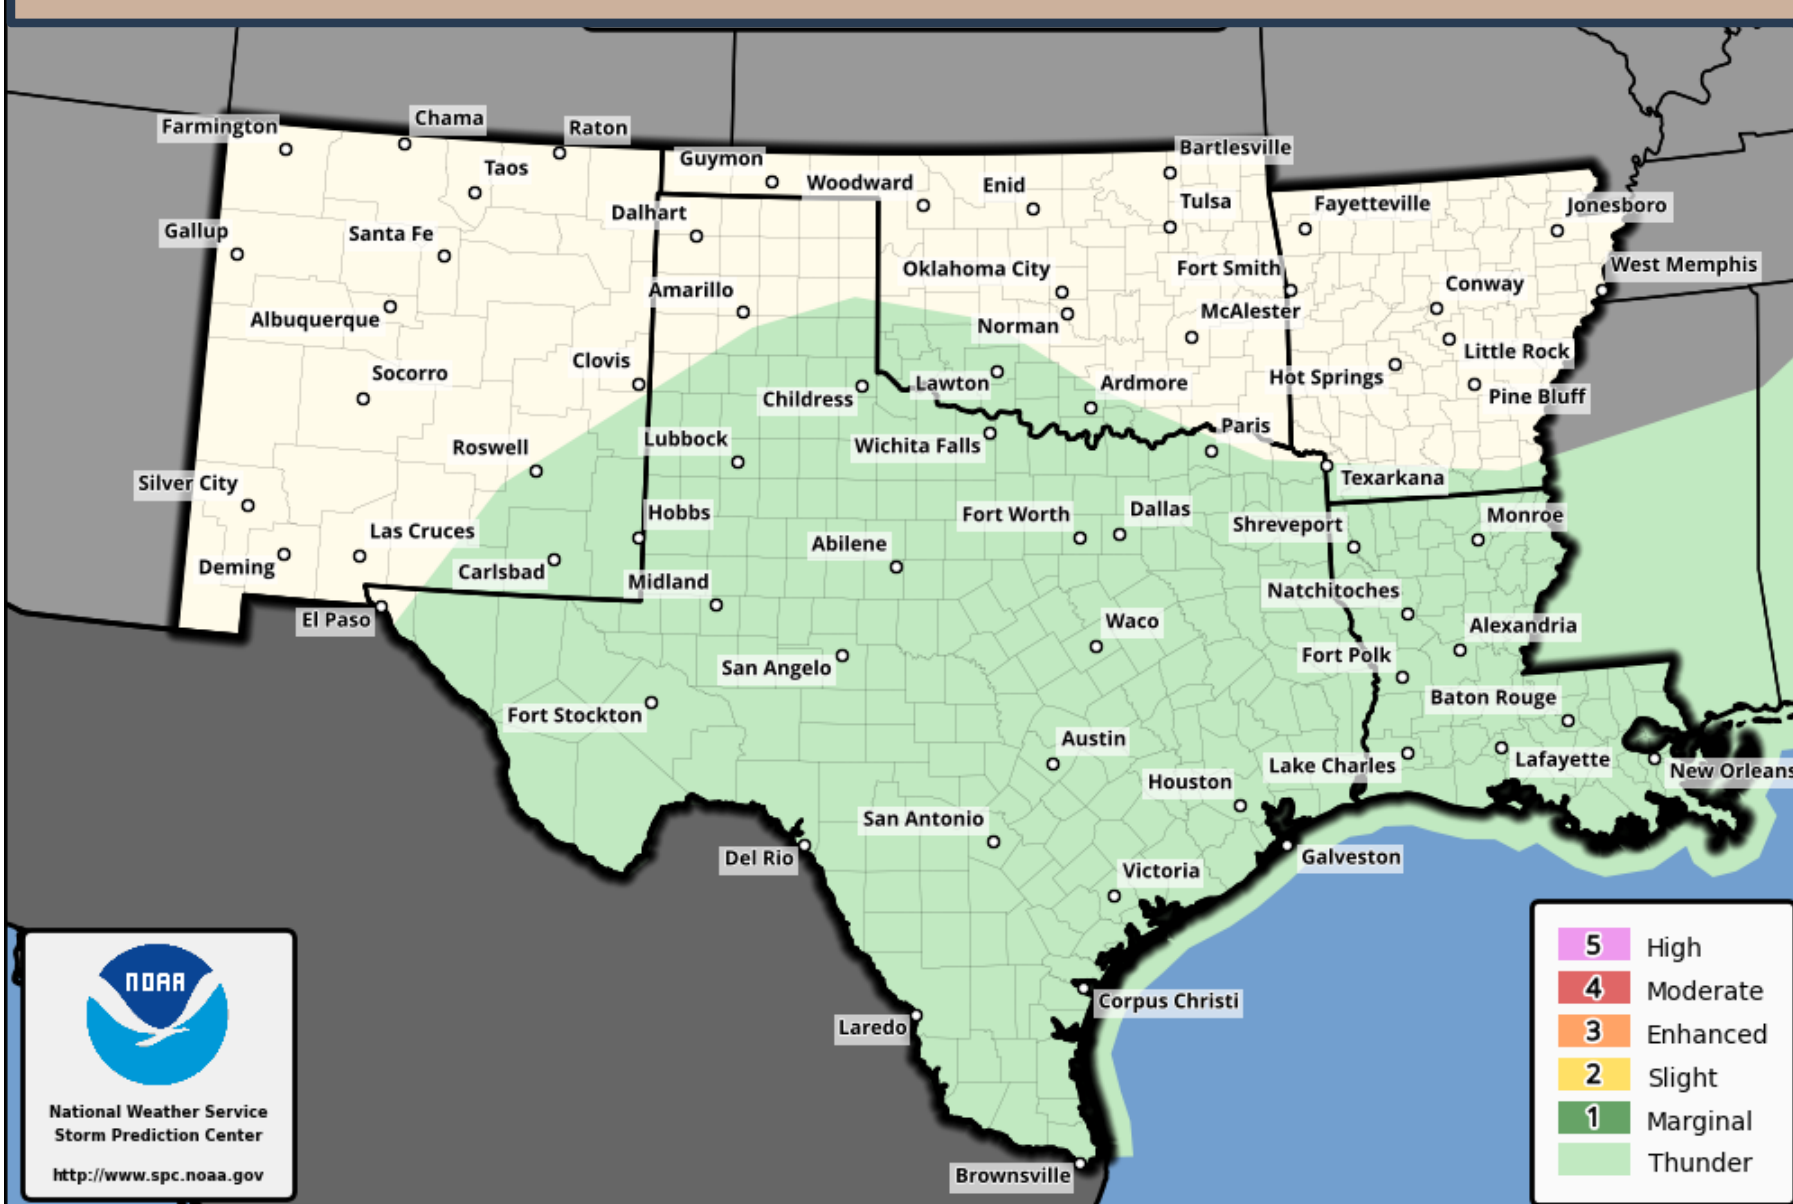 Farmington
Chama
Raton
Taos
Guymon
Woodward
Enid
Bartlesville
Tulsa
Fayetteville
Jonesboro
Gallup
Santa Fe
Dalhart
Oklahoma City
Fort Smith
West Memphis
Albuquerque
Amarillo
Norman
McAlester
Conway
Little Rock
Socorro
Clovis
Childress
Lawton
Ardmore
Hot Springs
Pine Bluff
Roswell
Lubbock
Wichita Falls
Paris
Texarkana
Silver City
Las Cruces
Hobbs
Fort Worth
Dallas
Shreveport
Monroe
Deming
Carlsbad
Midland
Abilene
Natchitoches
El Paso
Waco
Alexandria
San Angelo
Fort Polk
Fort Stockton
Baton Rouge
Austin
Lake Charles
Lafayette
New Orleans
Houston
San Antonio
Del Rio
Galveston
Victoria
Corpus Christi
Laredo
Brownsville
NOAA
National Weather Service
Storm Prediction Center
http://www.spc.noaa.gov
5 High
4 Moderate
3 Enhanced
2 Slight
1 Marginal
Thunder